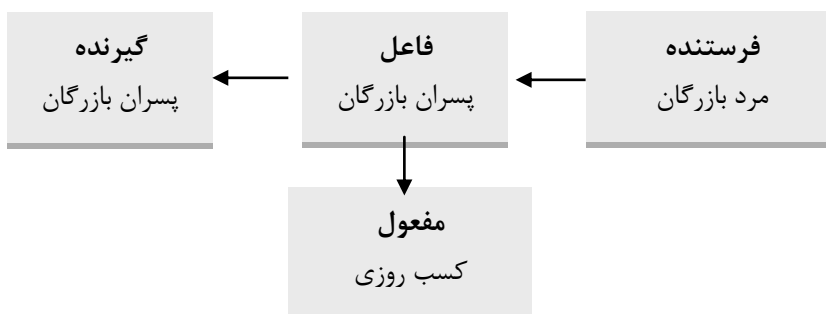 فرستنده
مرد بازرگان
فاعل
پسران بازرگان
گیرنده
پسران بازرگان
مفعول
کسب روزی